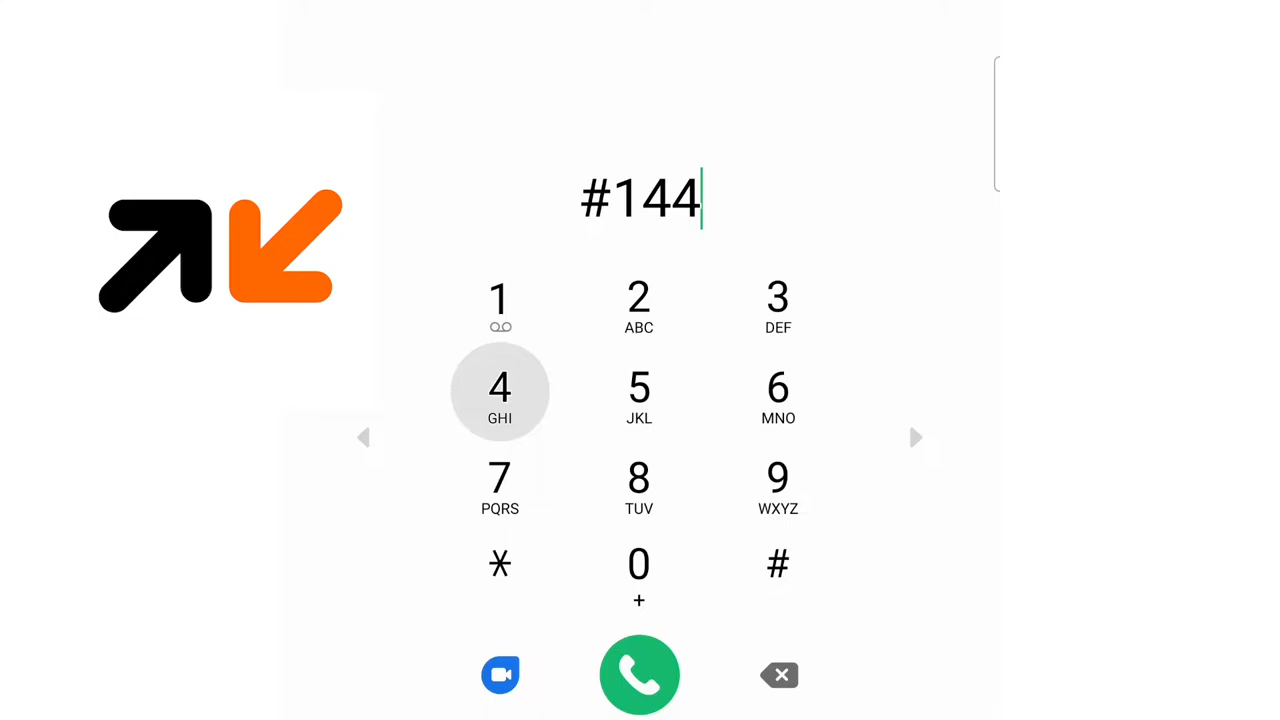 #144
1 2 3
ABC DEF
4 5 6
GHI JKL MNO
7 8 9
PQRS TUV WXYZ
* 0 #
+